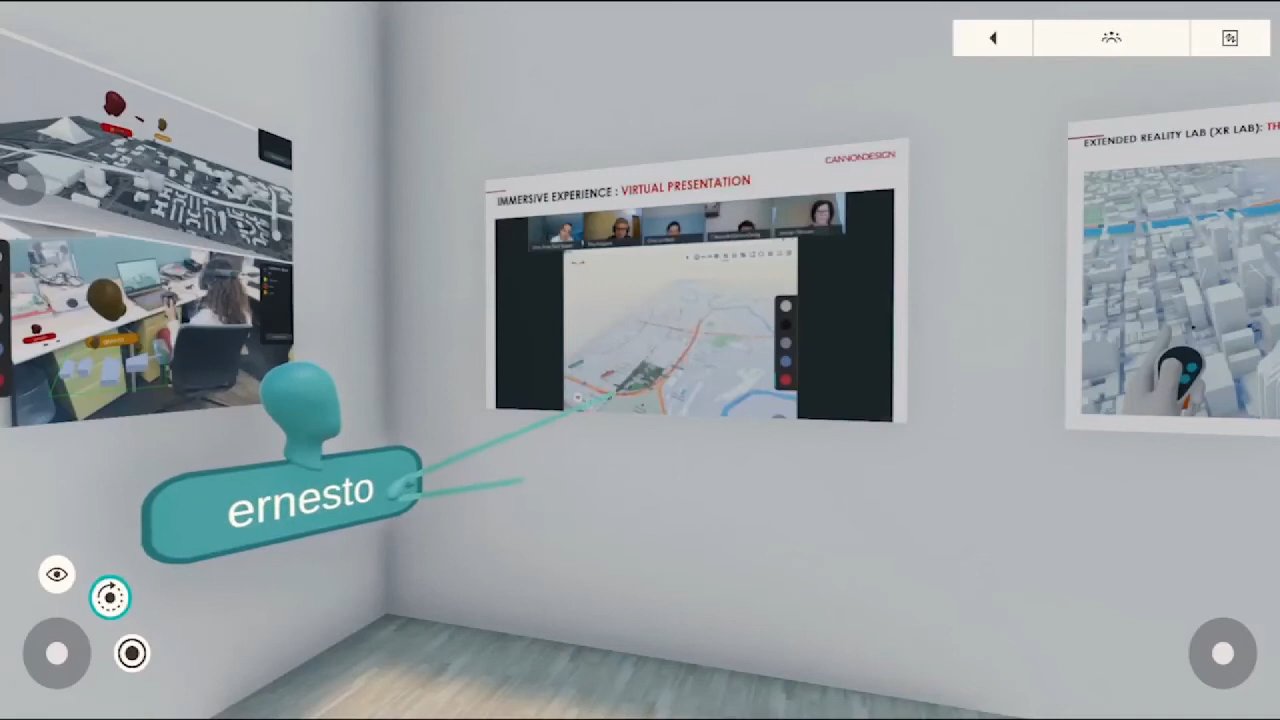 CANNONDESIGN
IMMERSIVE EXPERIENCE : VIRTUAL PRESENTATION
EXTENDED REALITY LAB (XR LAB): TH
ernesto